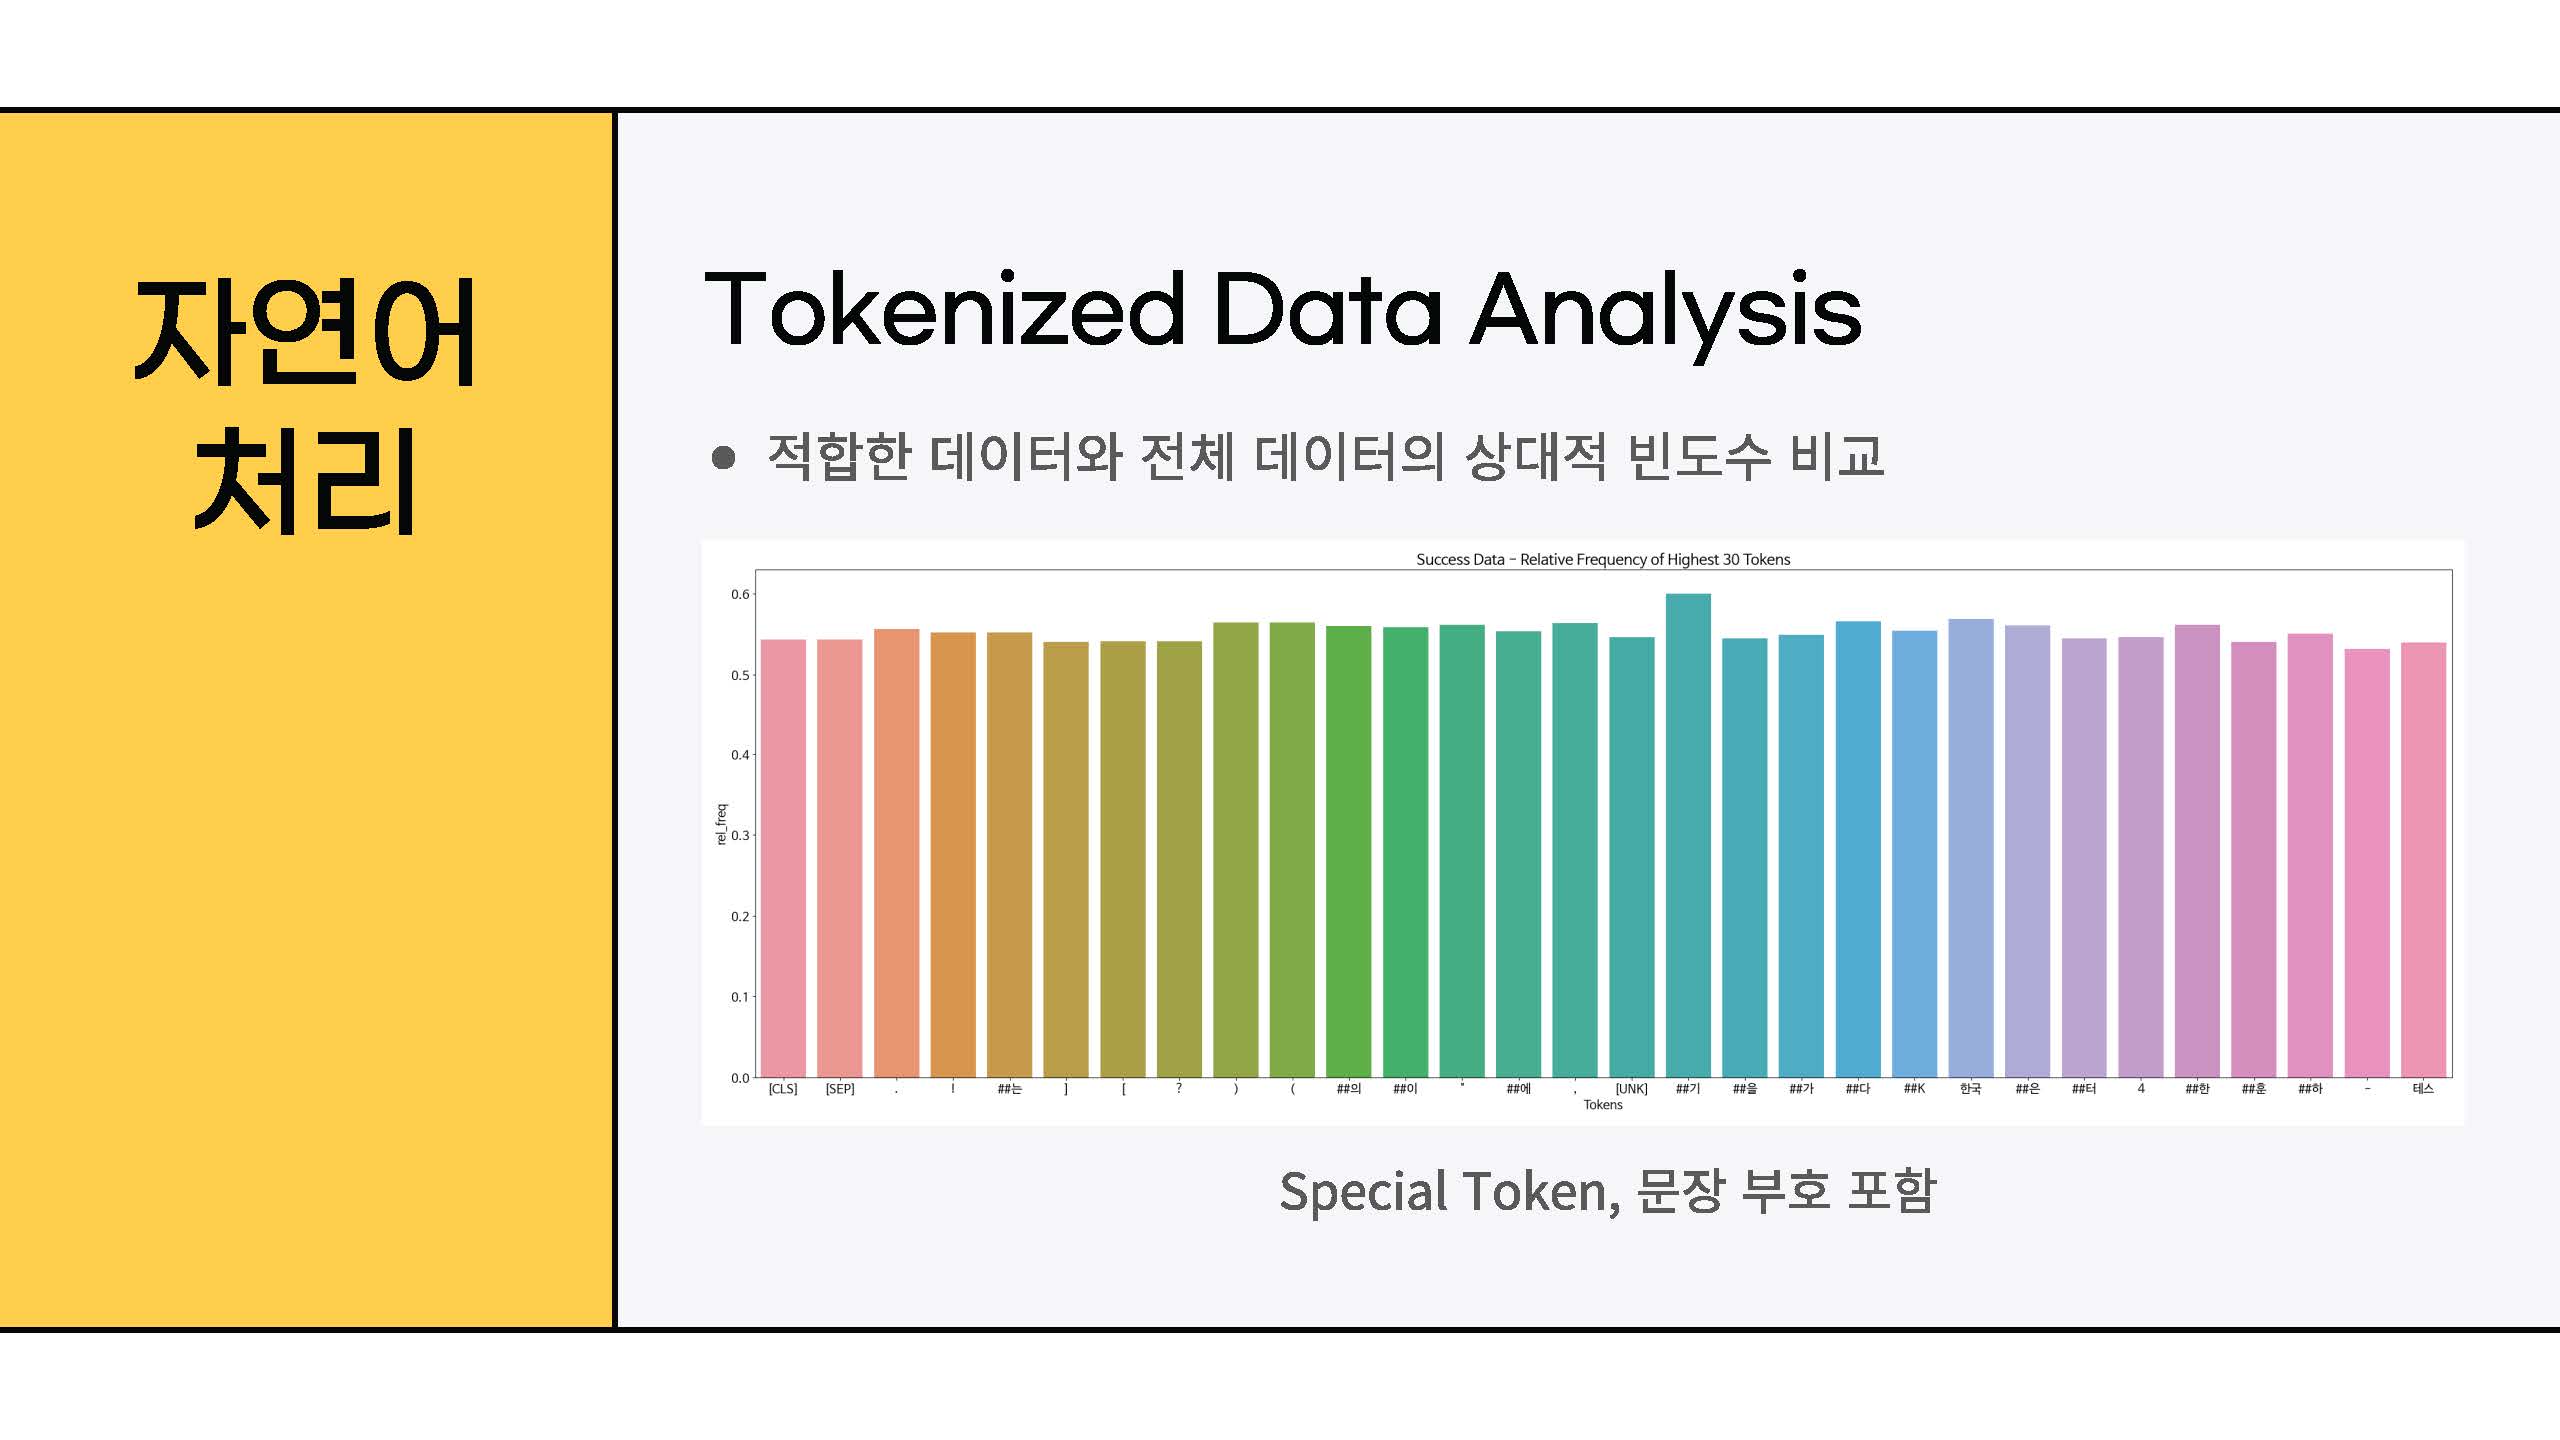 자연어
처리
Tokenized Data Analysis
● 적합한 데이터와 전체 데이터의 상대적 빈도수 비교
Success Data - Relative Frequency of Highest 30 Tokens
0.6
0.5
0.4
0.3
0.2
0.1
0.0
rel_freq
[CLS] [SEP] . ! ##는 ] [ ? ) ( ##의 ##이 " ##에 , [UNK] ##기 ##을 ##가 ##다 ##K 한국 ##은 ##터 4 ##한 ##훈 ##하 - 테스
Tokens
Special Token, 문장 부호 포함